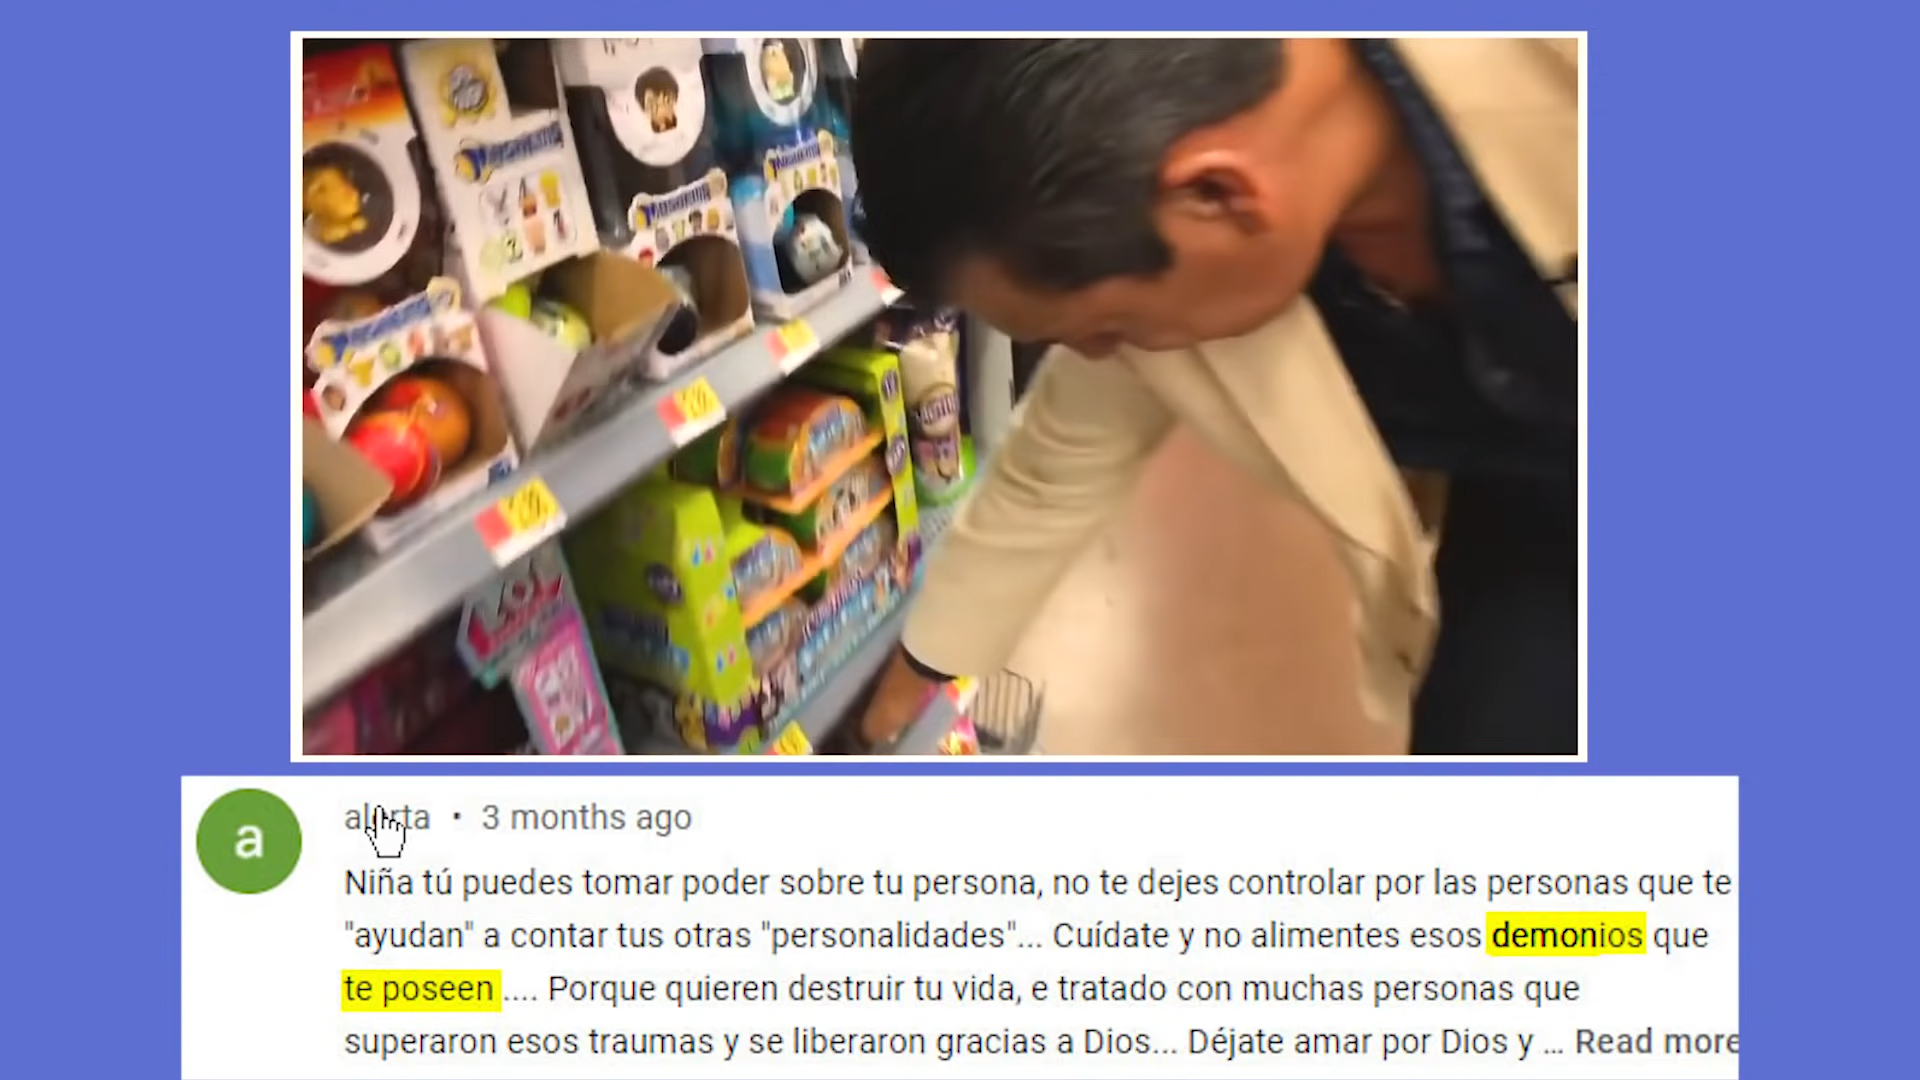 a
alerta • 3 months ago
Niña tú puedes tomar poder sobre tu persona, no te dejes controlar por las personas que te
"ayudan" a contar tus otras "personalidades"... Cuídate y no alimentes esos demonios que
te poseen .... Porque quieren destruir tu vida, e tratado con muchas personas que
superaron esos traumas y se liberaron gracias a Dios... Déjate amar por Dios y ... Read more